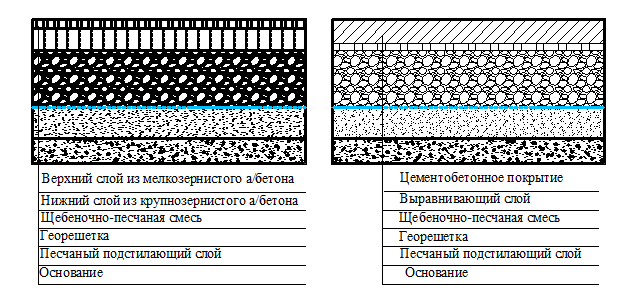 Верхний слой из мелкозернистого а/бетона
Нижний слой из крупнозернистого а/бетона
Щебеночно-песчаная смесь
Георешетка
Песчаный подстилающий слой
Основание
Цементобетонное покрытие
Выравнивающий слой
Щебеночно-песчаная смесь
Георешетка
Песчаный подстилающий слой
Основание